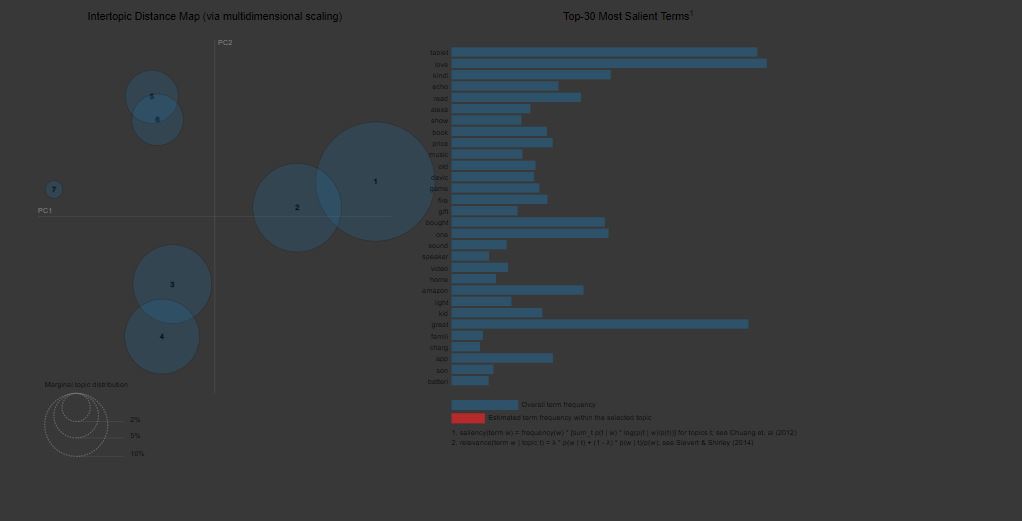 Intertopic Distance Map (via multidimensional scaling)
Top-30 Most Salient Terms1
PC2
PC1
5
6
7
1
2
3
4
tablet
love
kindl
echo
read
alexa
show
book
price
music
old
devic
game
fire
gift
bought
one
sound
speaker
video
home
amazon
light
kid
great
famili
charg
app
son
batteri
Marginal topic distribution
2%
5%
10%
Overall term frequency
Estimated term frequency within the selected topic
1. saliency(term w) = frequency(w) * [sum_t p(t | w) * log(p(t | w)/p(t))] for topics t; see Chuang et. al (2012)
2. relevance(term w | topic t) = λ * p(w | t) + (1 - λ) * p(w | t)/p(w); see Sievert & Shirley (2014)